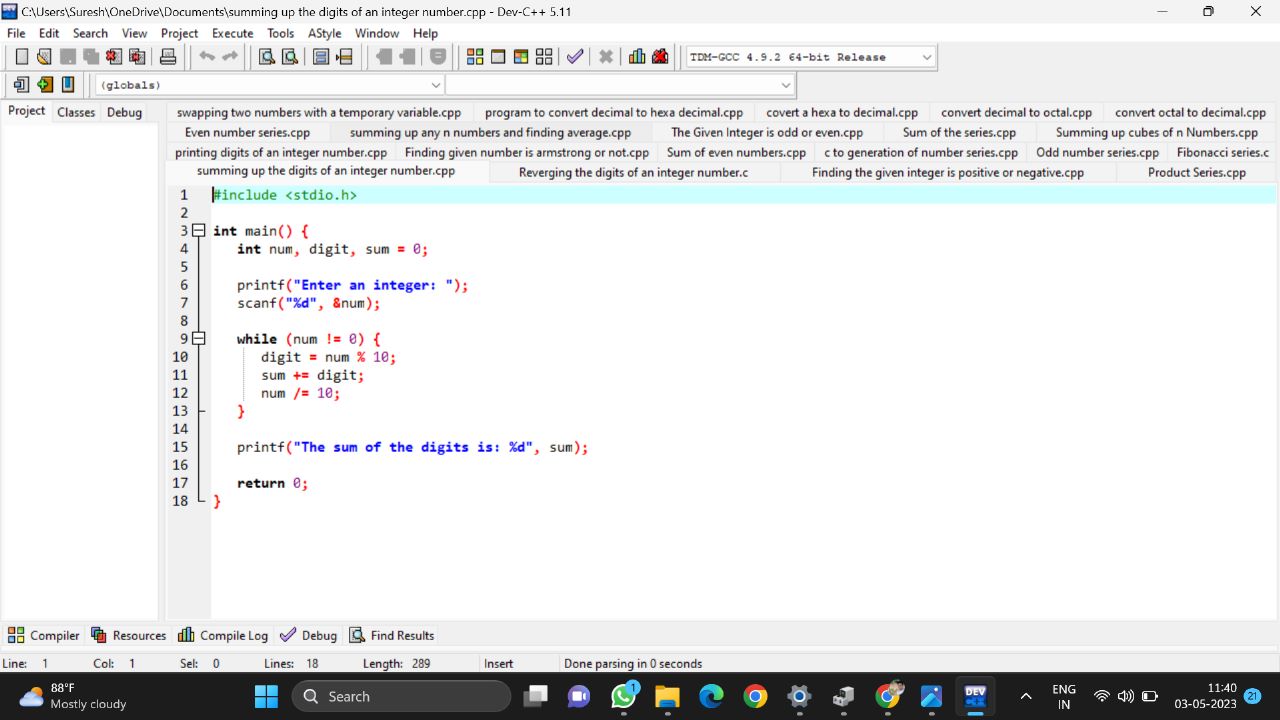 C:\Users\Suresh\OneDrive\Documents\summing up the digits of an integer number.cpp - Dev-C++ 5.11
File Edit Search View Project Execute Tools AStyle Window Help
TDM-GCC 4.9.2 64-bit Release
(globals)
Project Classes Debug
swapping two numbers with a temporary variable.cpp program to convert decimal to hexa decimal.cpp covert a hexa to decimal.cpp convert decimal to octal.cpp convert octal to decimal.cpp
Even number series.cpp summing up any n numbers and finding average.cpp The Given Integer is odd or even.cpp Sum of the series.cpp Summing up cubes of n Numbers.cpp
printing digits of an integer number.cpp Finding given number is armstrong or not.cpp Sum of even numbers.cpp c to generation of number series.cpp Odd number series.cpp Fibonacci series.c
summing up the digits of an integer number.cpp Reverging the digits of an integer number.c Finding the given integer is positive or negative.cpp Product Series.cpp
1 #include <stdio.h>
2
3 int main() {
4 int num, digit, sum = 0;
5
6 printf("Enter an integer: ");
7 scanf("%d", &num);
8
9 while (num != 0) {
10 digit = num % 10;
11 sum += digit;
12 num /= 10;
13 }
14
15 printf("The sum of the digits is: %d", sum);
16
17 return 0;
18 }
Compiler Resources Compile Log Debug Find Results
Line: 1 Col: 1 Sel: 0 Lines: 18 Length: 289 Insert Done parsing in 0 seconds
88°F
Mostly cloudy
Search
1
DEV
C++
ENG
IN
11:40
03-05-2023
21